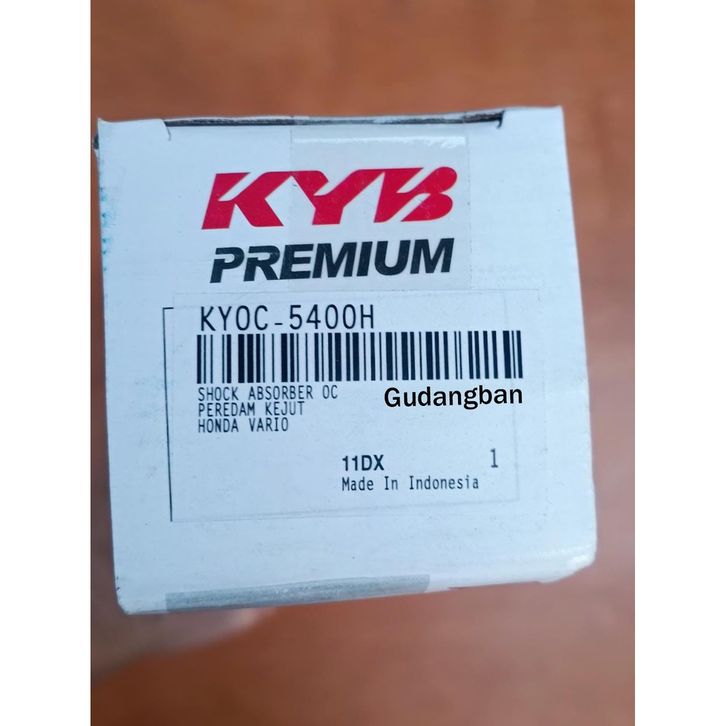 KYB
PREMIUM
KYOC-5400H
SHOCK ABSORBER OC
PEREDAM KEJUT
HONDA VARIO
Gudangban
11DX 1
Made In Indonesia